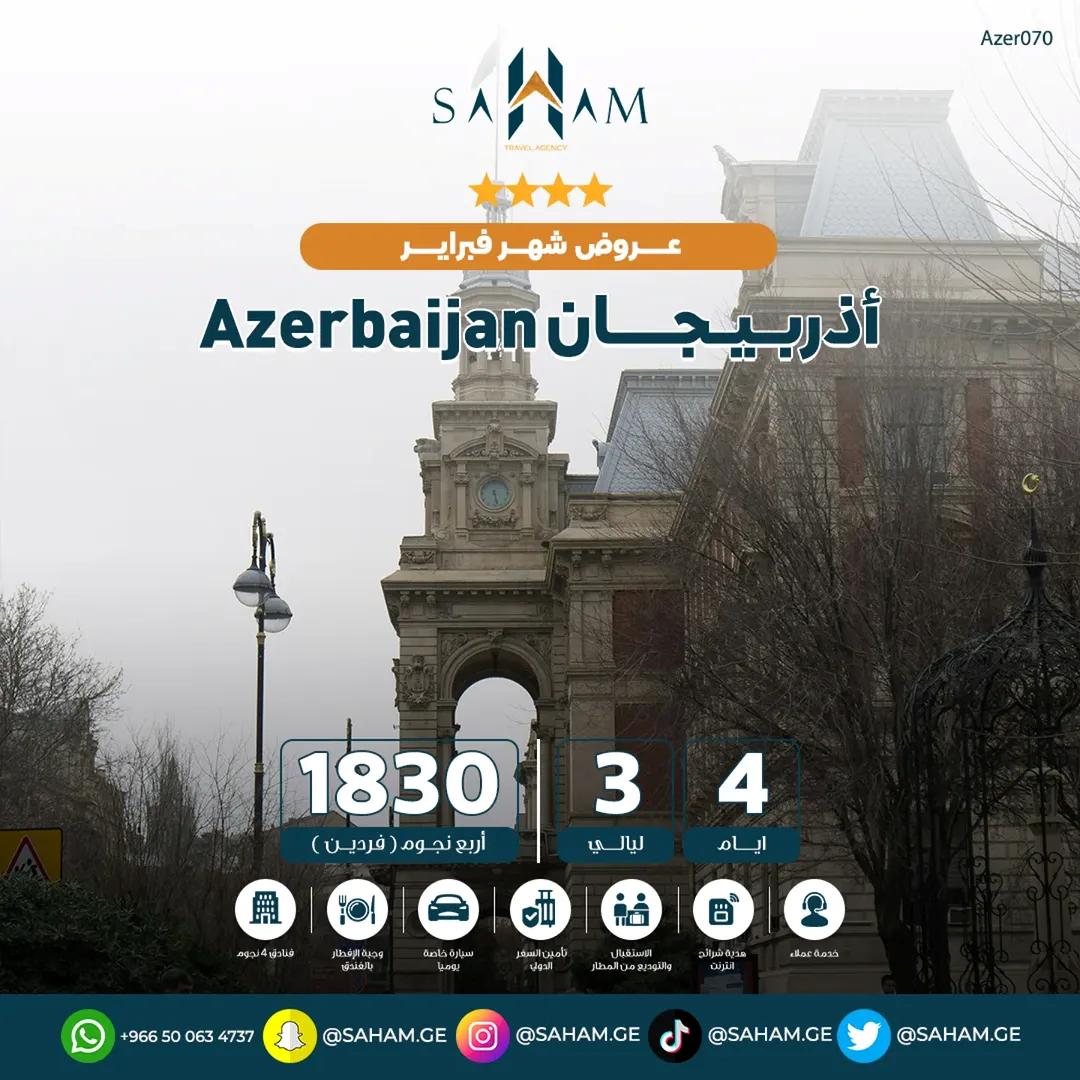 Azer070
SAHAM
TRAVEL AGENCY
عروض شهر فبراير
أذربيجان Azerbaijan
4
ايام
3
ليالي
1830
أربع نجوم ( فردين )
خدمة عملاء
هدية شرائح
انترنت
الاستقبال
والتوديع من المطار
تأمين السفر
الدولي
سيارة خاصة
يوميا
وجبة الإفطار
بالفندق
فنادق 4 نجوم
+966 50 063 4737
@SAHAM.GE
@SAHAM.GE
@SAHAM.GE
@SAHAM.GE